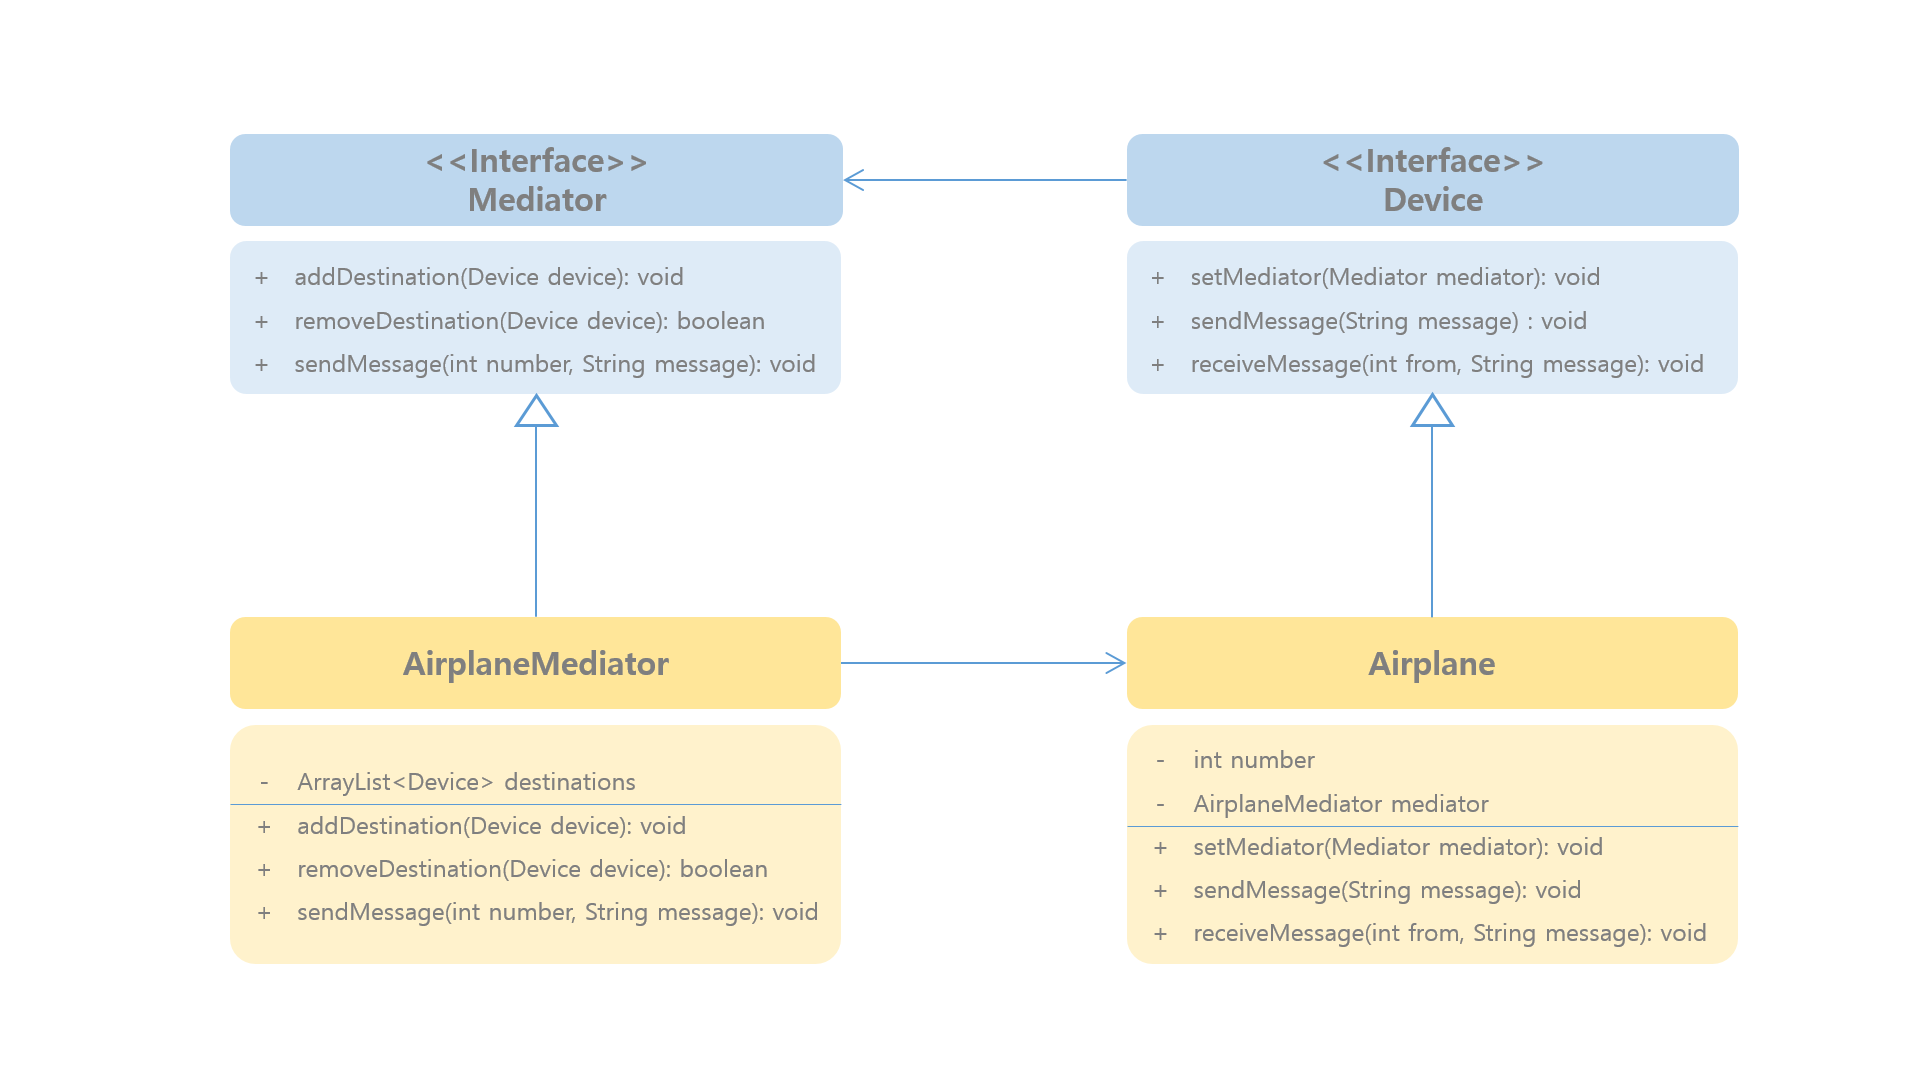 <<Interface>>
Mediator
+ addDestination(Device device): void
+ removeDestination(Device device): boolean
+ sendMessage(int number, String message): void
<<Interface>>
Device
+ setMediator(Mediator mediator): void
+ sendMessage(String message) : void
+ receiveMessage(int from, String message): void
AirplaneMediator
- ArrayList<Device> destinations
+ addDestination(Device device): void
+ removeDestination(Device device): boolean
+ sendMessage(int number, String message): void
Airplane
- int number
- AirplaneMediator mediator
+ setMediator(Mediator mediator): void
+ sendMessage(String message): void
+ receiveMessage(int from, String message): void